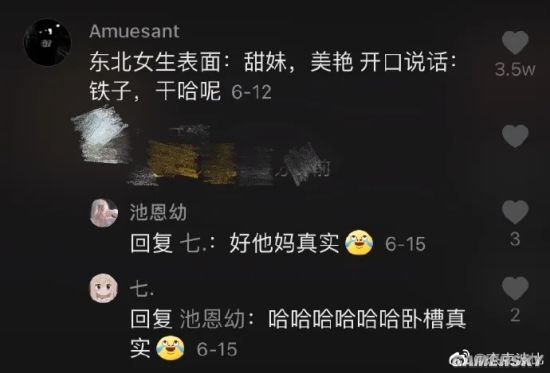 Amuesant
东北女生表面：甜妹，美艳 开口说话：
铁子，干哈呢 6-12
3.5w
前
池恩幼
回复 七.：好他妈真实😂 6-15
3
七.
回复 池恩幼：哈哈哈哈哈哈卧槽真
实😂 6-15
2
GAMERSKY